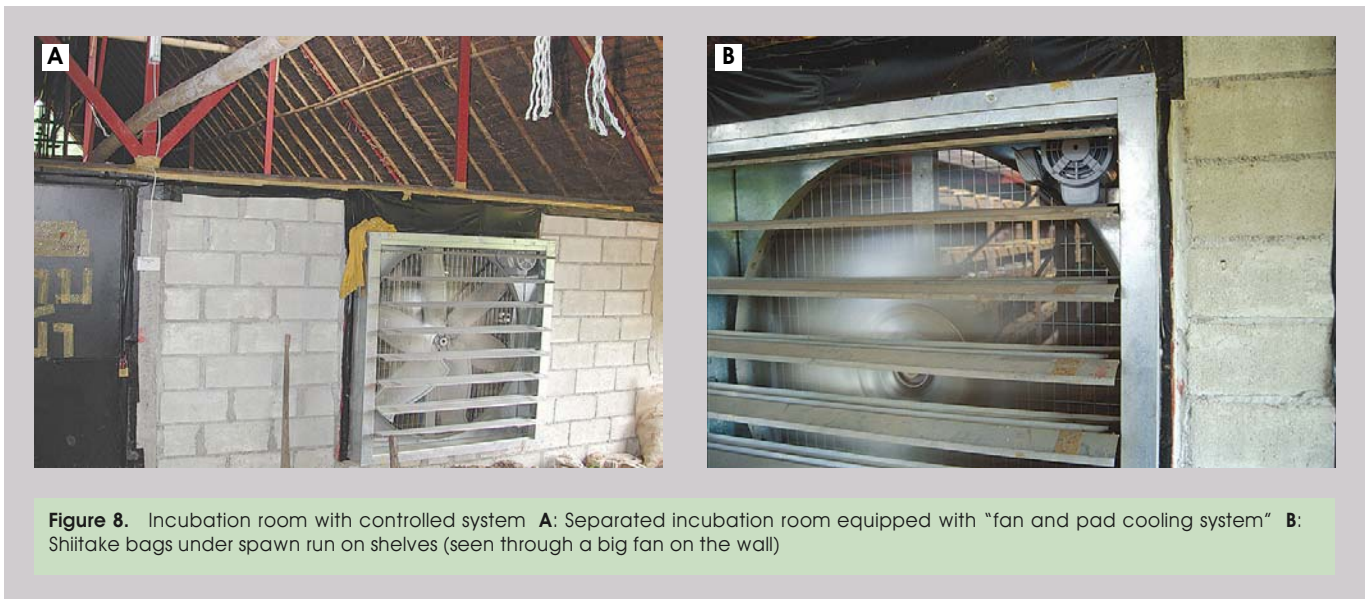 A
B
Figure 8. Incubation room with controlled system A: Separated incubation room equipped with "fan and pad cooling system" B:
Shiitake bags under spawn run on shelves (seen through a big fan on the wall)